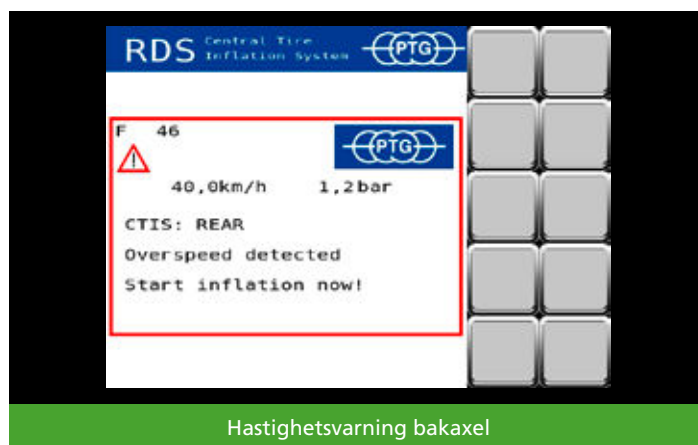 RDS Central Tire Inflation System PTG
F 46
PTG
40,0km/h 1,2bar
CTIS: REAR
Overspeed detected
Start inflation now!
Hastighetsvarning bakaxel